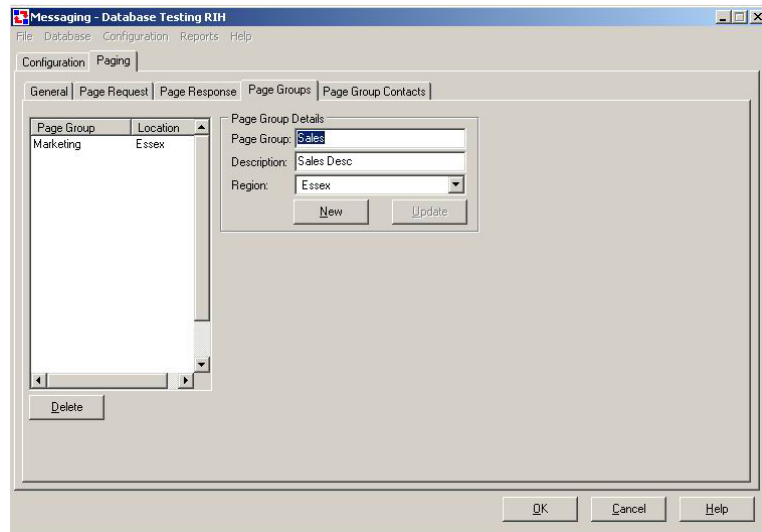 Messaging - Database Testing RIH
File Database Configuration Reports Help
Configuration Paging
General Page Request Page Response Page Groups Page Group Contacts
Page Group Location
Marketing Essex
Page Group Details
Page Group: Sales
Description: Sales Desc
Region: Essex
New Update
Delete
OK Cancel Help